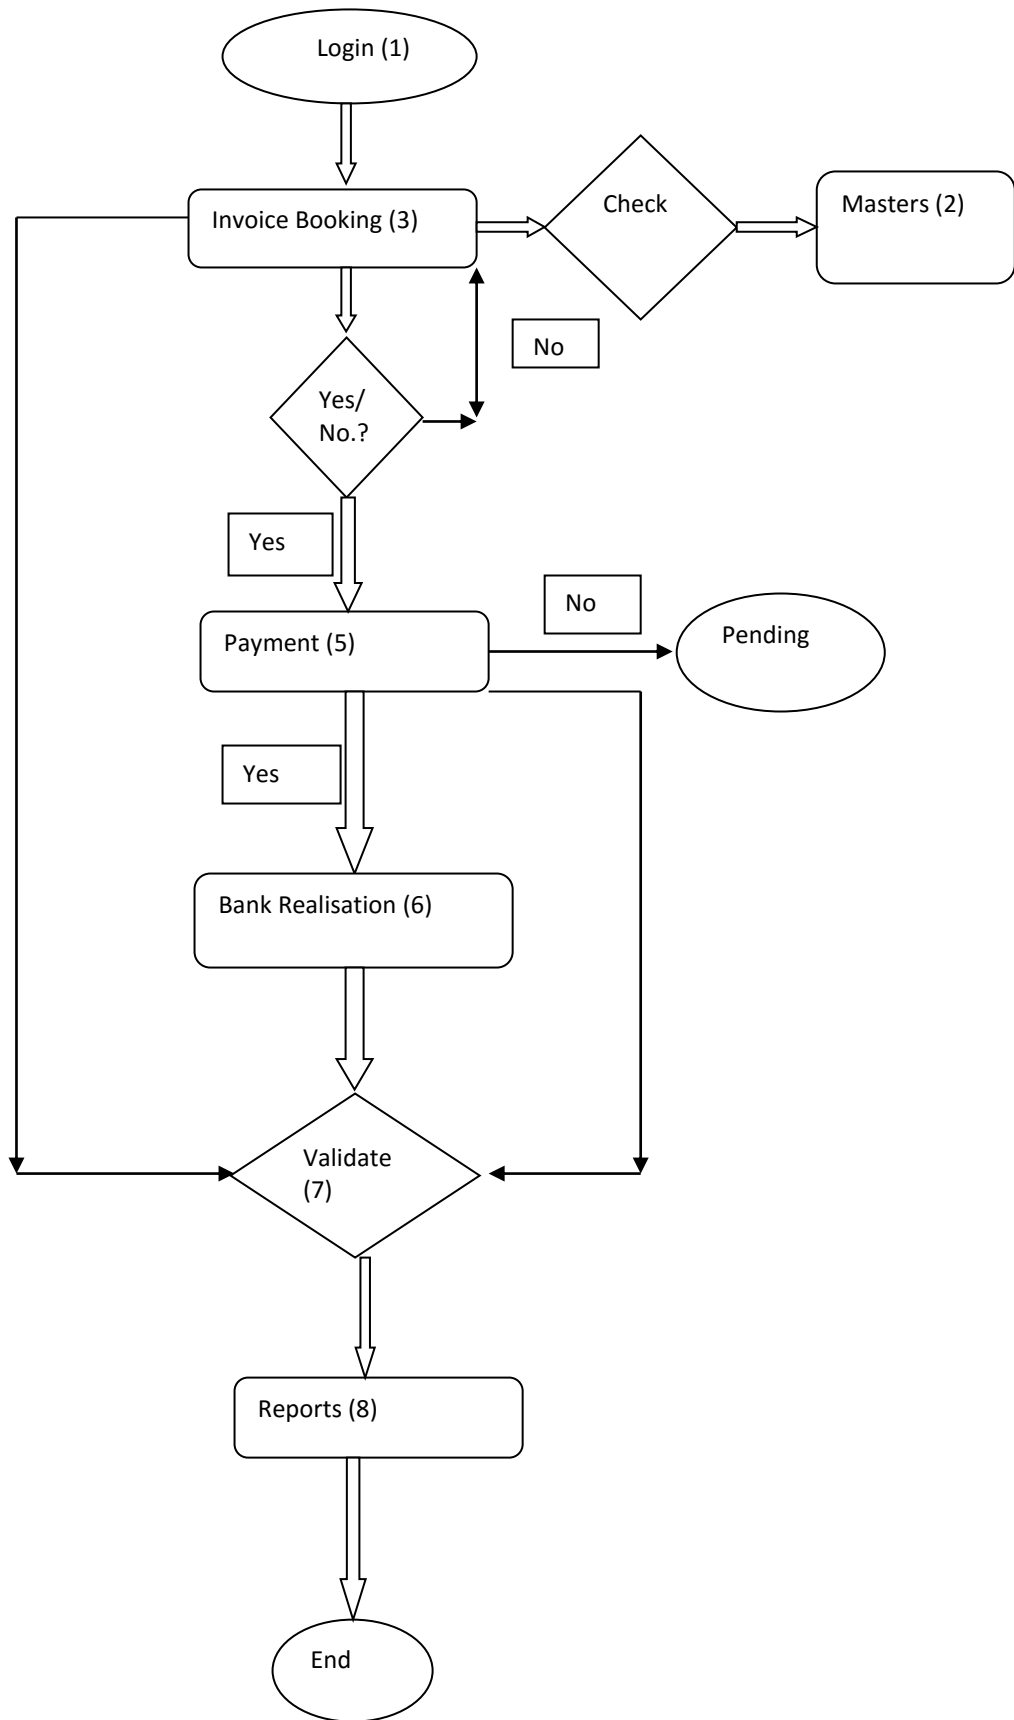 Login (1)
Invoice Booking (3)
Check
Masters (2)
No
Yes/
No.?
Yes
No
Payment (5)
Pending
Yes
Bank Realisation (6)
Validate
(7)
Reports (8)
End